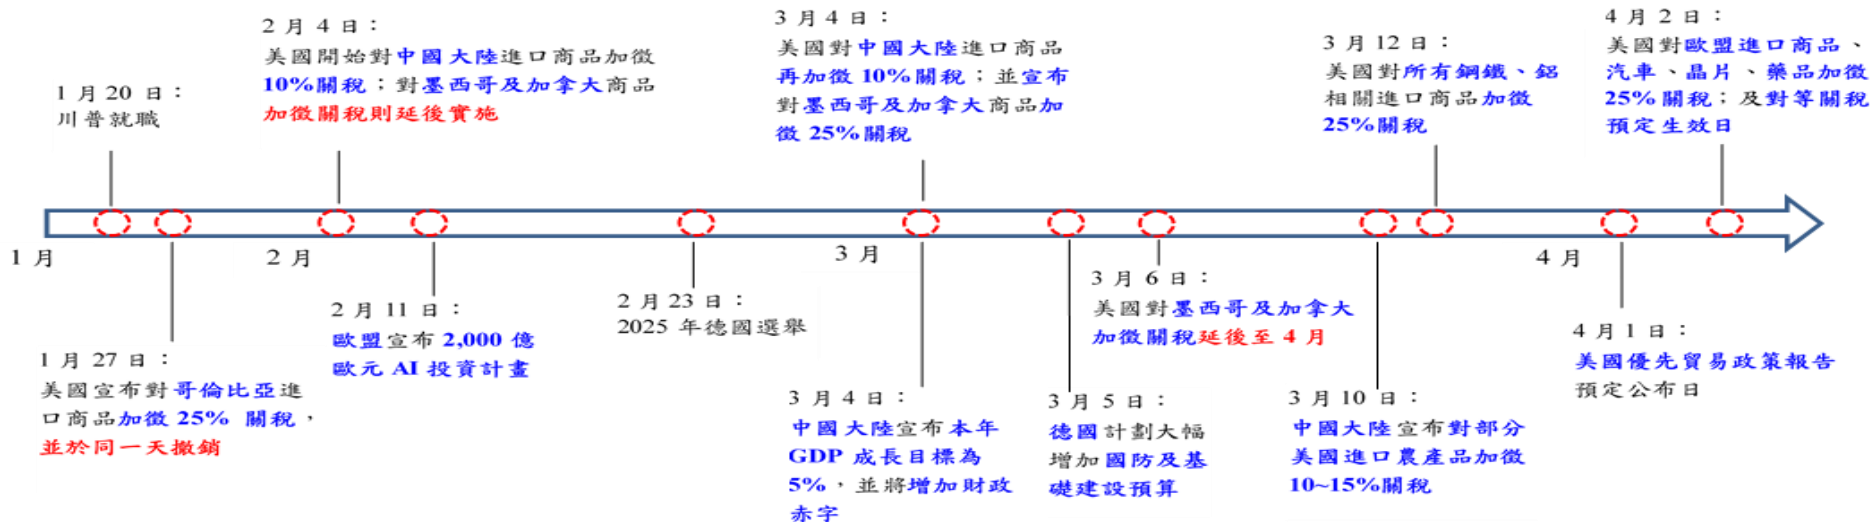 1 月 20 日：
川普就職
2 月 4 日：
美國開始對中國大陸進口商品加徵
10%關稅；對墨西哥及加拿大商品
加徵關稅則延後實施
3 月 4 日：
美國對中國大陸進口商品
再加徵 10%關稅；並宣布
對墨西哥及加拿大商品加
徵 25%關稅
3 月 12 日：
美國對所有鋼鐵、鋁
相關進口商品加徵
25%關稅
4 月 2 日：
美國對歐盟進口商品、
汽車、晶片、藥品加徵
25%關稅；及對等關稅
預定生效日
1 月
2 月
3 月
4 月
1 月 27 日：
美國宣布對哥倫比亞進
口商品加徵 25% 關稅，
並於同一天撤銷
2 月 11 日：
歐盟宣布 2,000 億
歐元 AI 投資計畫
2 月 23 日：
2025 年德國選舉
3 月 4 日：
中國大陸宣布本年
GDP 成長目標為
5%，並將增加財政
赤字
3 月 5 日：
德國計劃大幅
增加國防及基
礎建設預算
3 月 6 日：
美國對墨西哥及加拿大
加徵關稅延後至 4 月
3 月 10 日：
中國大陸宣布對部分
美國進口農產品加徵
10~15%關稅
4 月 1 日：
美國優先貿易政策報告
預定公布日